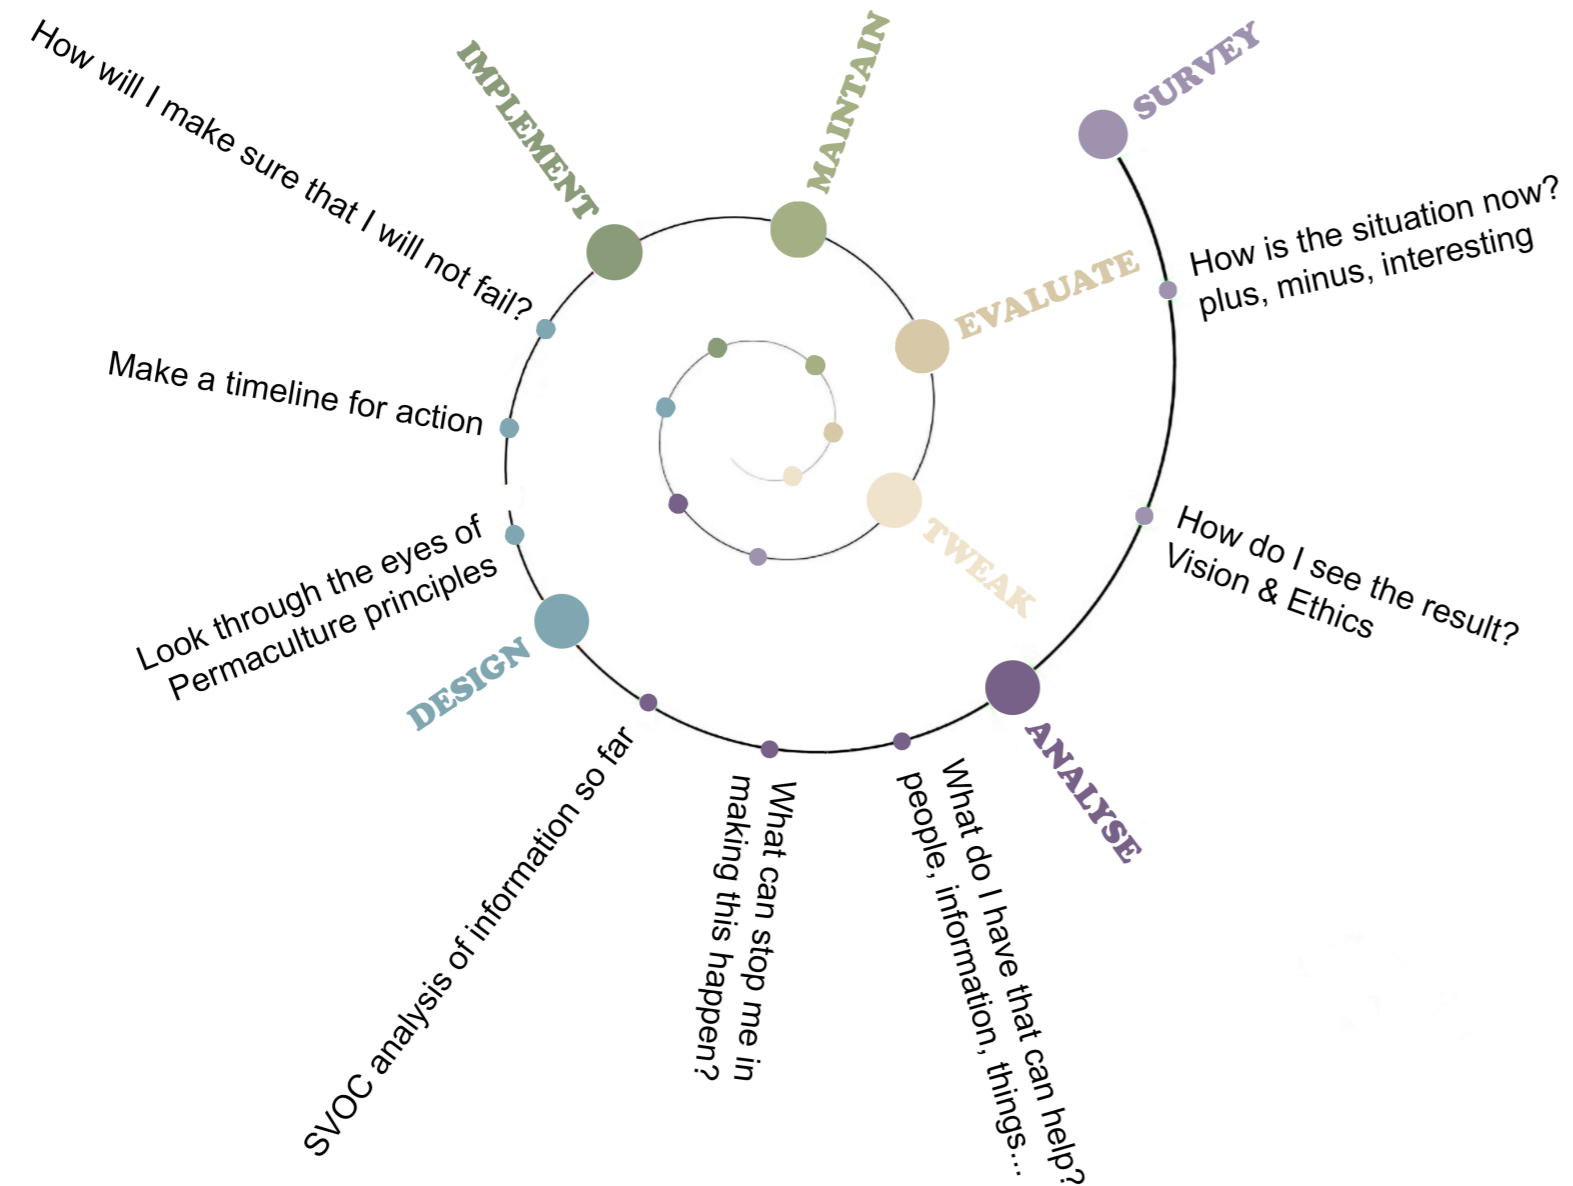 SURVEY
How is the situation now?
plus, minus, interesting
How do I see the result?
Vision & Ethics
ANALYSE
What do I have that can help?
people, information, things...
What can stop me in
making this happen?
SVOC analysis of information so far
DESIGN
Look through the eyes of
Permaculture principles
Make a timeline for action
How will I make sure that I will not fail?
IMPLEMENT
MAINTAIN
EVALUATE
TWEAK